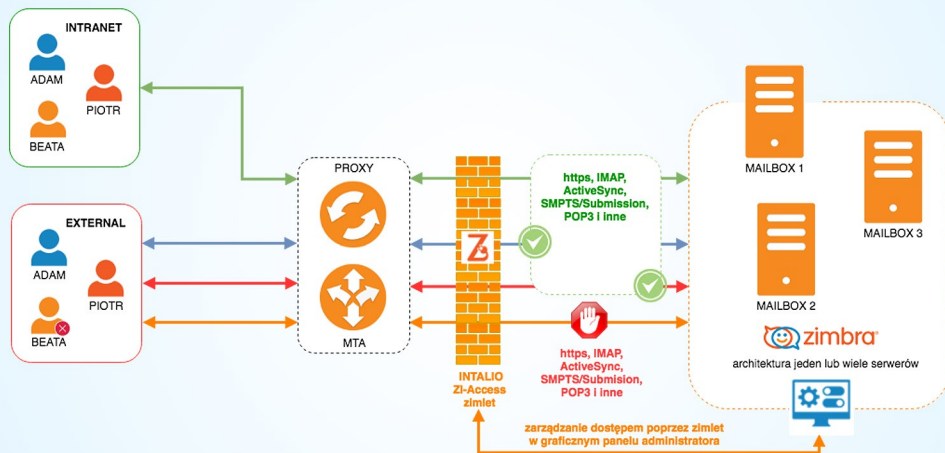 INTRANET
ADAM
PIOTR
BEATA
EXTERNAL
ADAM
PIOTR
BEATA
PROXY
MTA
Z
INTALIO
ZI-Access
zimlet
https, IMAP,
ActiveSync,
SMPTS/Submission,
POP3 i inne
https, IMAP,
ActiveSync,
SMPTS/Submision,
POP3 i inne
MAILBOX 1
MAILBOX 3
MAILBOX 2
zimbra®
architektura jeden lub wiele serwerów
zarządzanie dostępem poprzez zimlet
w graficznym panelu administratora